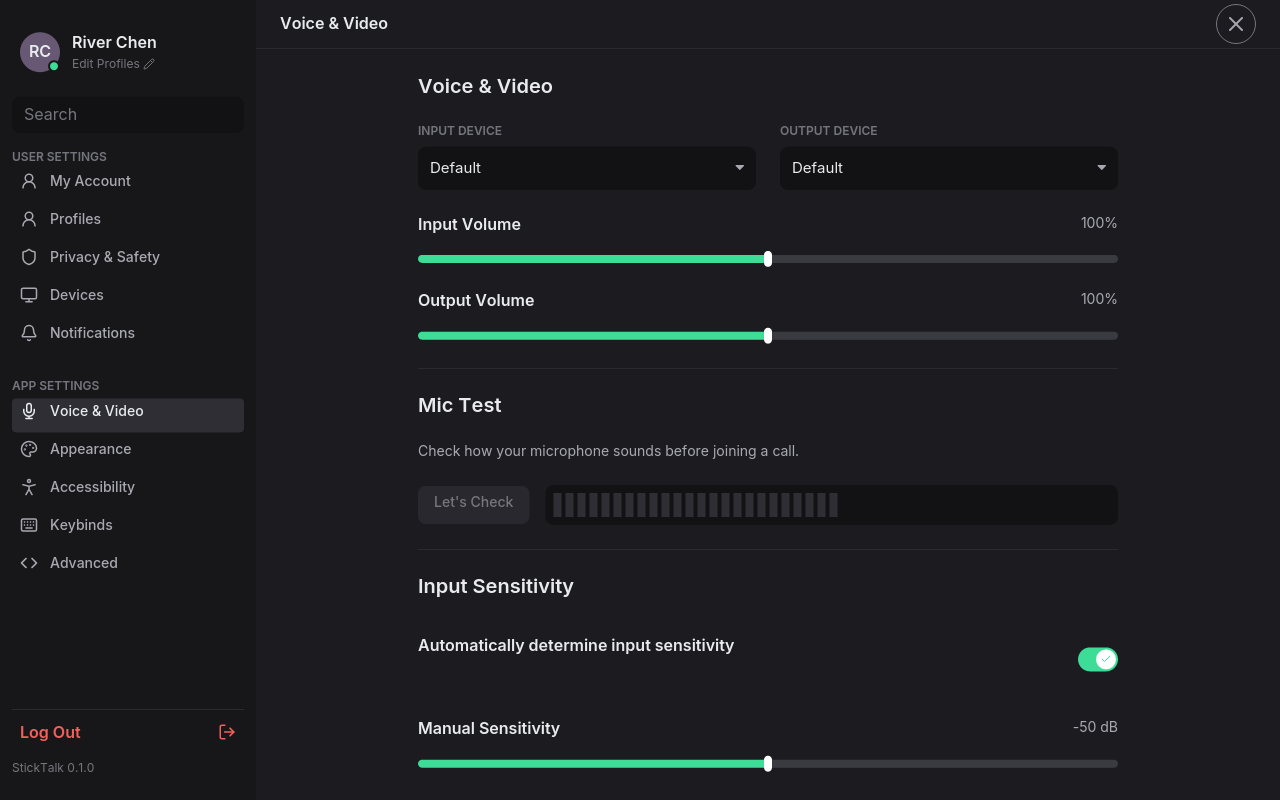 RC
River Chen
Edit Profiles
Search
USER SETTINGS
My Account
Profiles
Privacy & Safety
Devices
Notifications
APP SETTINGS
Voice & Video
Appearance
Accessibility
Keybinds
Advanced
Log Out
StickTalk 0.1.0
Voice & Video
Voice & Video
INPUT DEVICE OUTPUT DEVICE
Default Default
Input Volume 100%
Output Volume 100%
Mic Test
Check how your microphone sounds before joining a call.
Let's Check
Input Sensitivity
Automatically determine input sensitivity
Manual Sensitivity -50 dB